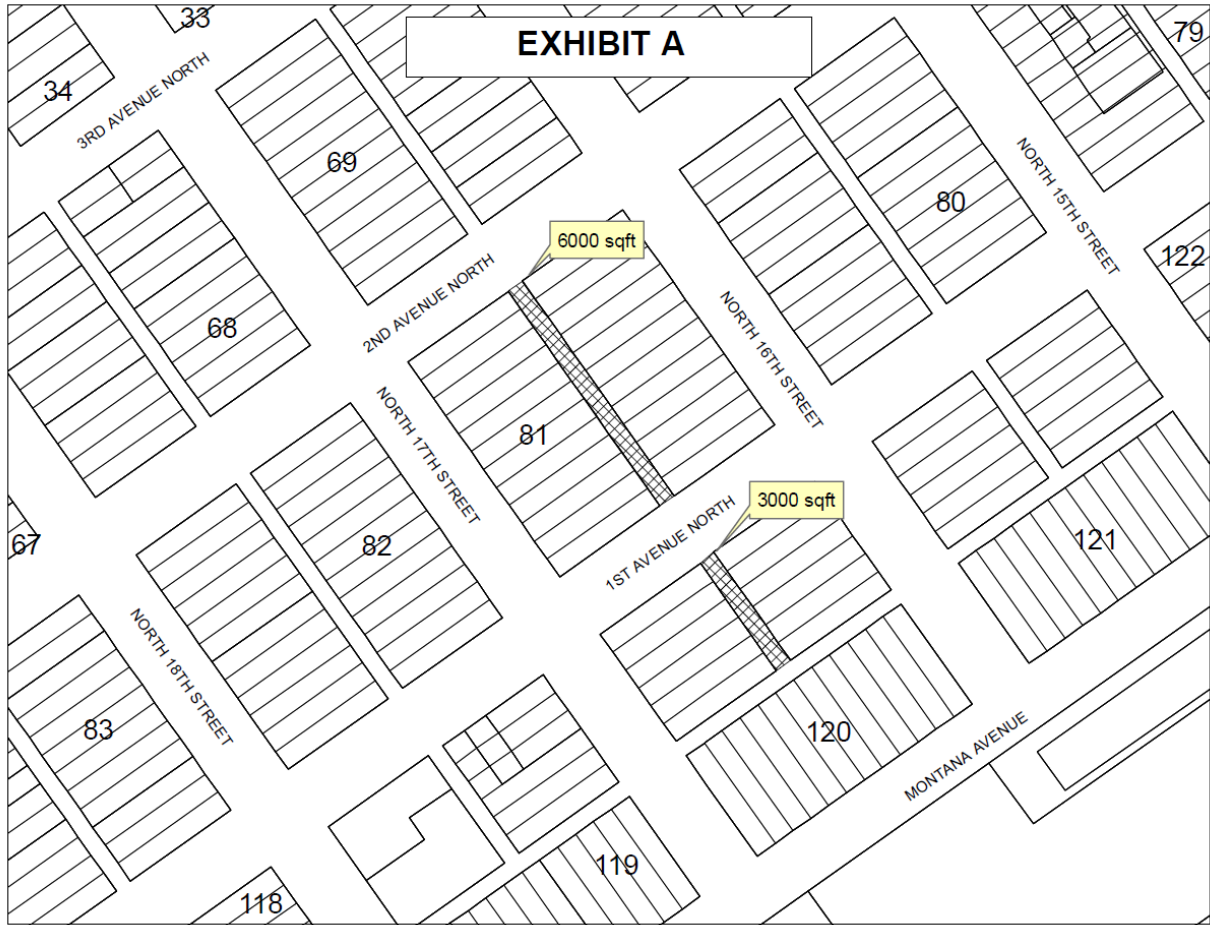 EXHIBIT A
33
79
34
3RD AVENUE NORTH
69
NORTH 15TH STREET
80
6000 sqft
122
2ND AVENUE NORTH
68
NORTH 16TH STREET
NORTH 17TH STREET
81
3000 sqft
1ST AVENUE NORTH
67
82
121
NORTH 18TH STREET
83
120
MONTANA AVENUE
119
118